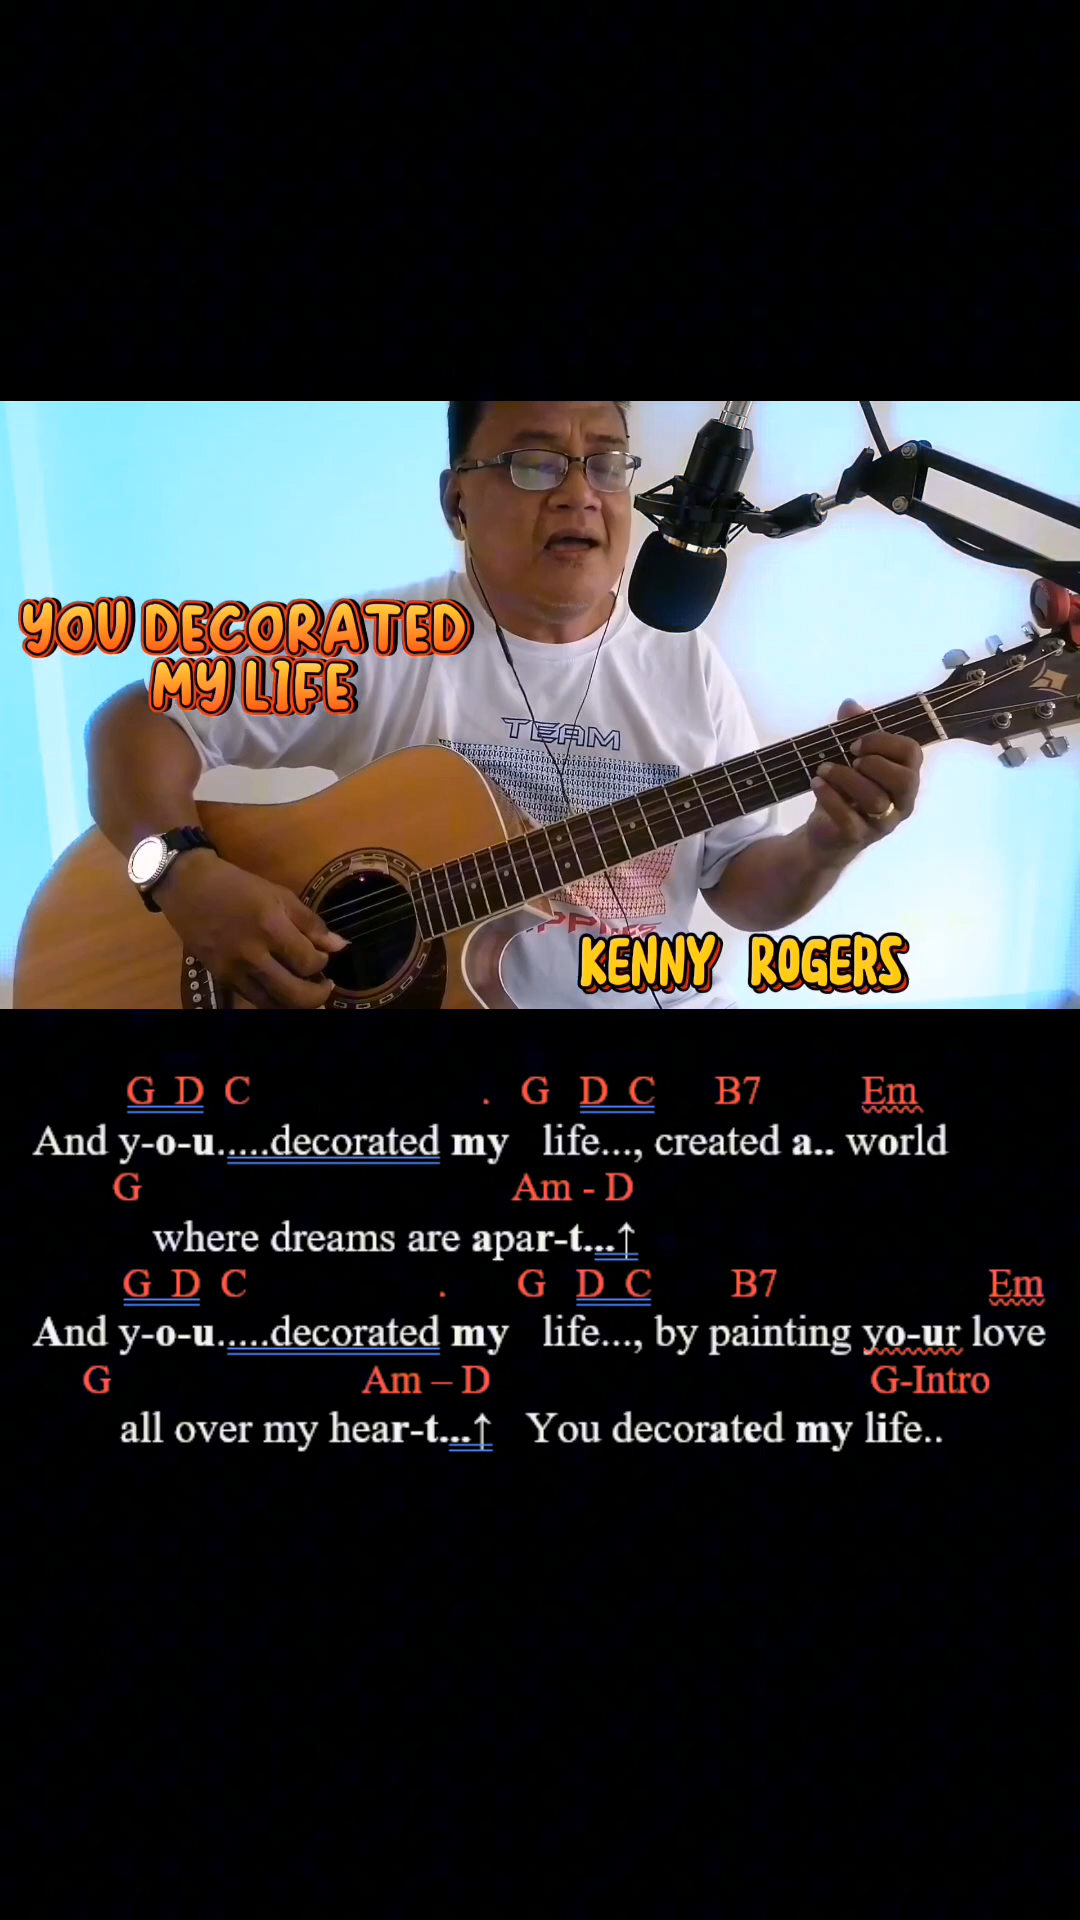 YOU DECORATED
MY LIFE
TEAM
KENNY ROGERS
G D C . G D C B7 Em
And y-o-u.....decorated my life..., created a.. world
G Am - D
where dreams are apar-t...↑
G D C . G D C B7 Em
And y-o-u.....decorated my life..., by painting yo-ur love
G Am – D G-Intro
all over my hear-t...↑ You decorated my life..